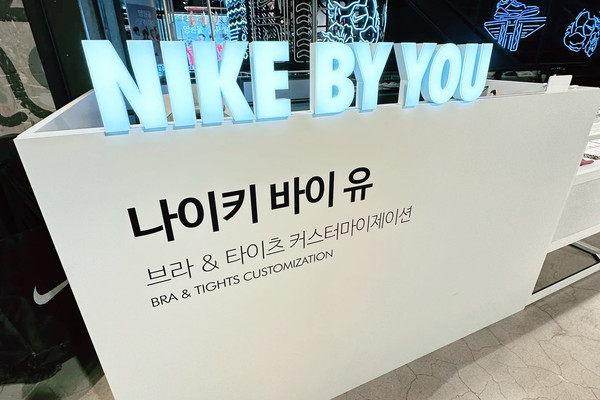 NIKE BY YOU
나이키 바이 유
브라 & 타이츠 커스터마이제이션
BRA & TIGHTS CUSTOMIZATION